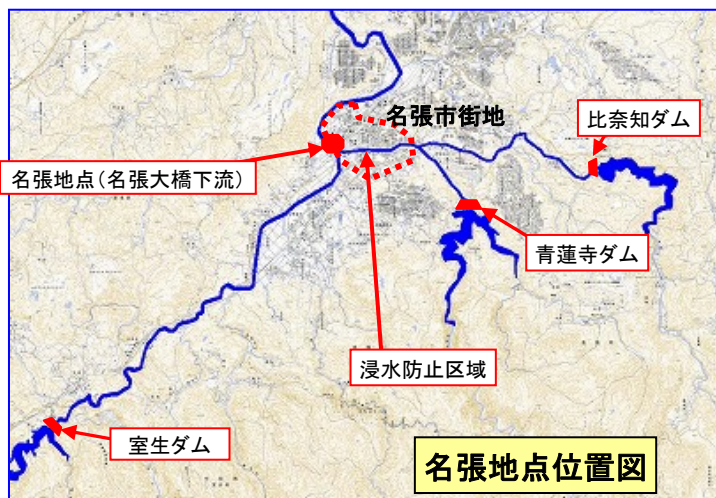 名張市街地
比奈知ダム
名張地点(名張大橋下流)
青蓮寺ダム
浸水防止区域
室生ダム
名張地点位置図